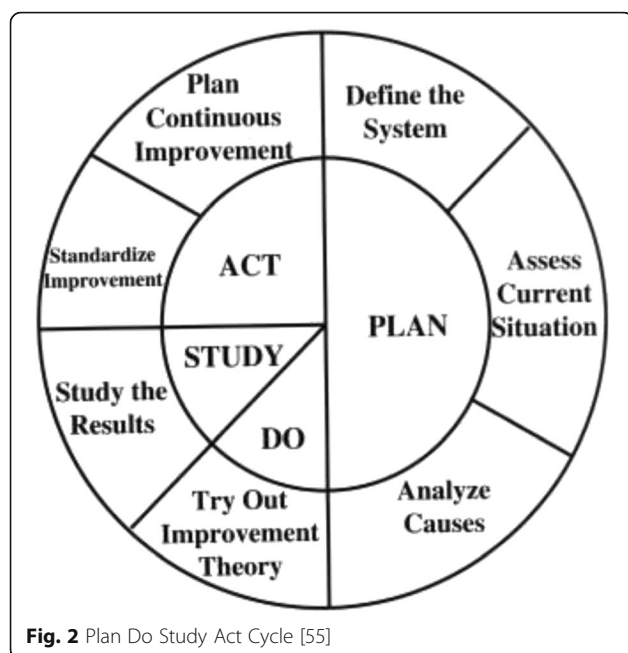 Define the
System
Assess
Current
Situation
Analyze
Causes
Try Out
Improvement
Theory
Study the
Results
Standardize
Improvement
Plan
Continuous
Improvement
PLAN
DO
STUDY
ACT
Fig. 2 Plan Do Study Act Cycle [55]